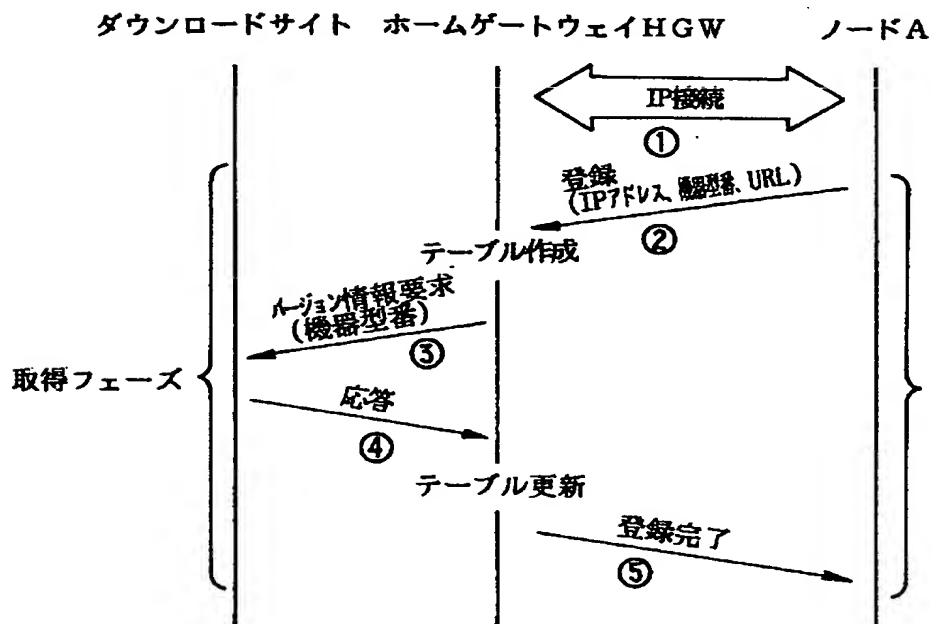 ダウンロードサイト ホームゲートウェイHGW ノードA
IP接続
①
登録
(IPアドレス、機器型番、URL)
②
テーブル作成
バージョン情報要求
(機器型番)
③
取得フェーズ
応答
④
テーブル更新
登録完了
⑤